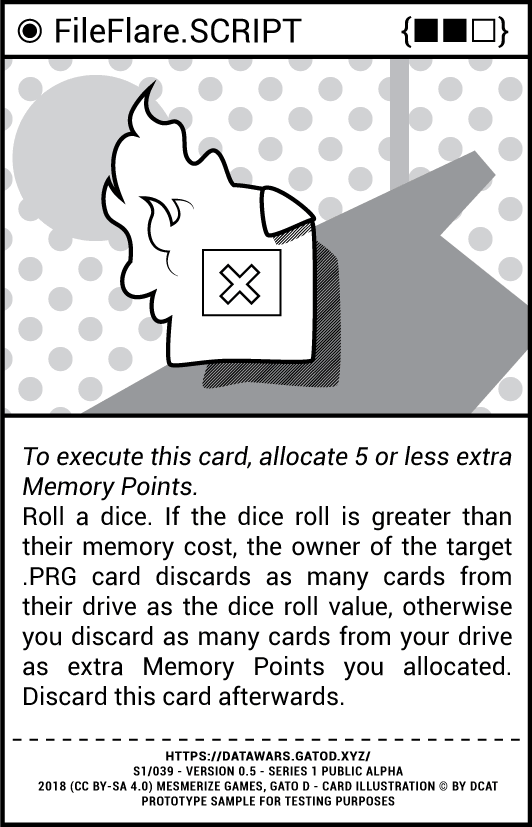 FileFlare.SCRIPT
To execute this card, allocate 5 or less extra
Memory Points.
Roll a dice. If the dice roll is greater than
their memory cost, the owner of the target
.PRG card discards as many cards from
their drive as the dice roll value, otherwise
you discard as many cards from your drive
as extra Memory Points you allocated.
Discard this card afterwards.
HTTPS://DATAWARS.GATOD.XYZ/
S1/039 - VERSION 0.5 - SERIES 1 PUBLIC ALPHA
2018 (CC BY-SA 4.0) MESMERIZE GAMES, GATO D - CARD ILLUSTRATION © BY DCAT
PROTOTYPE SAMPLE FOR TESTING PURPOSES